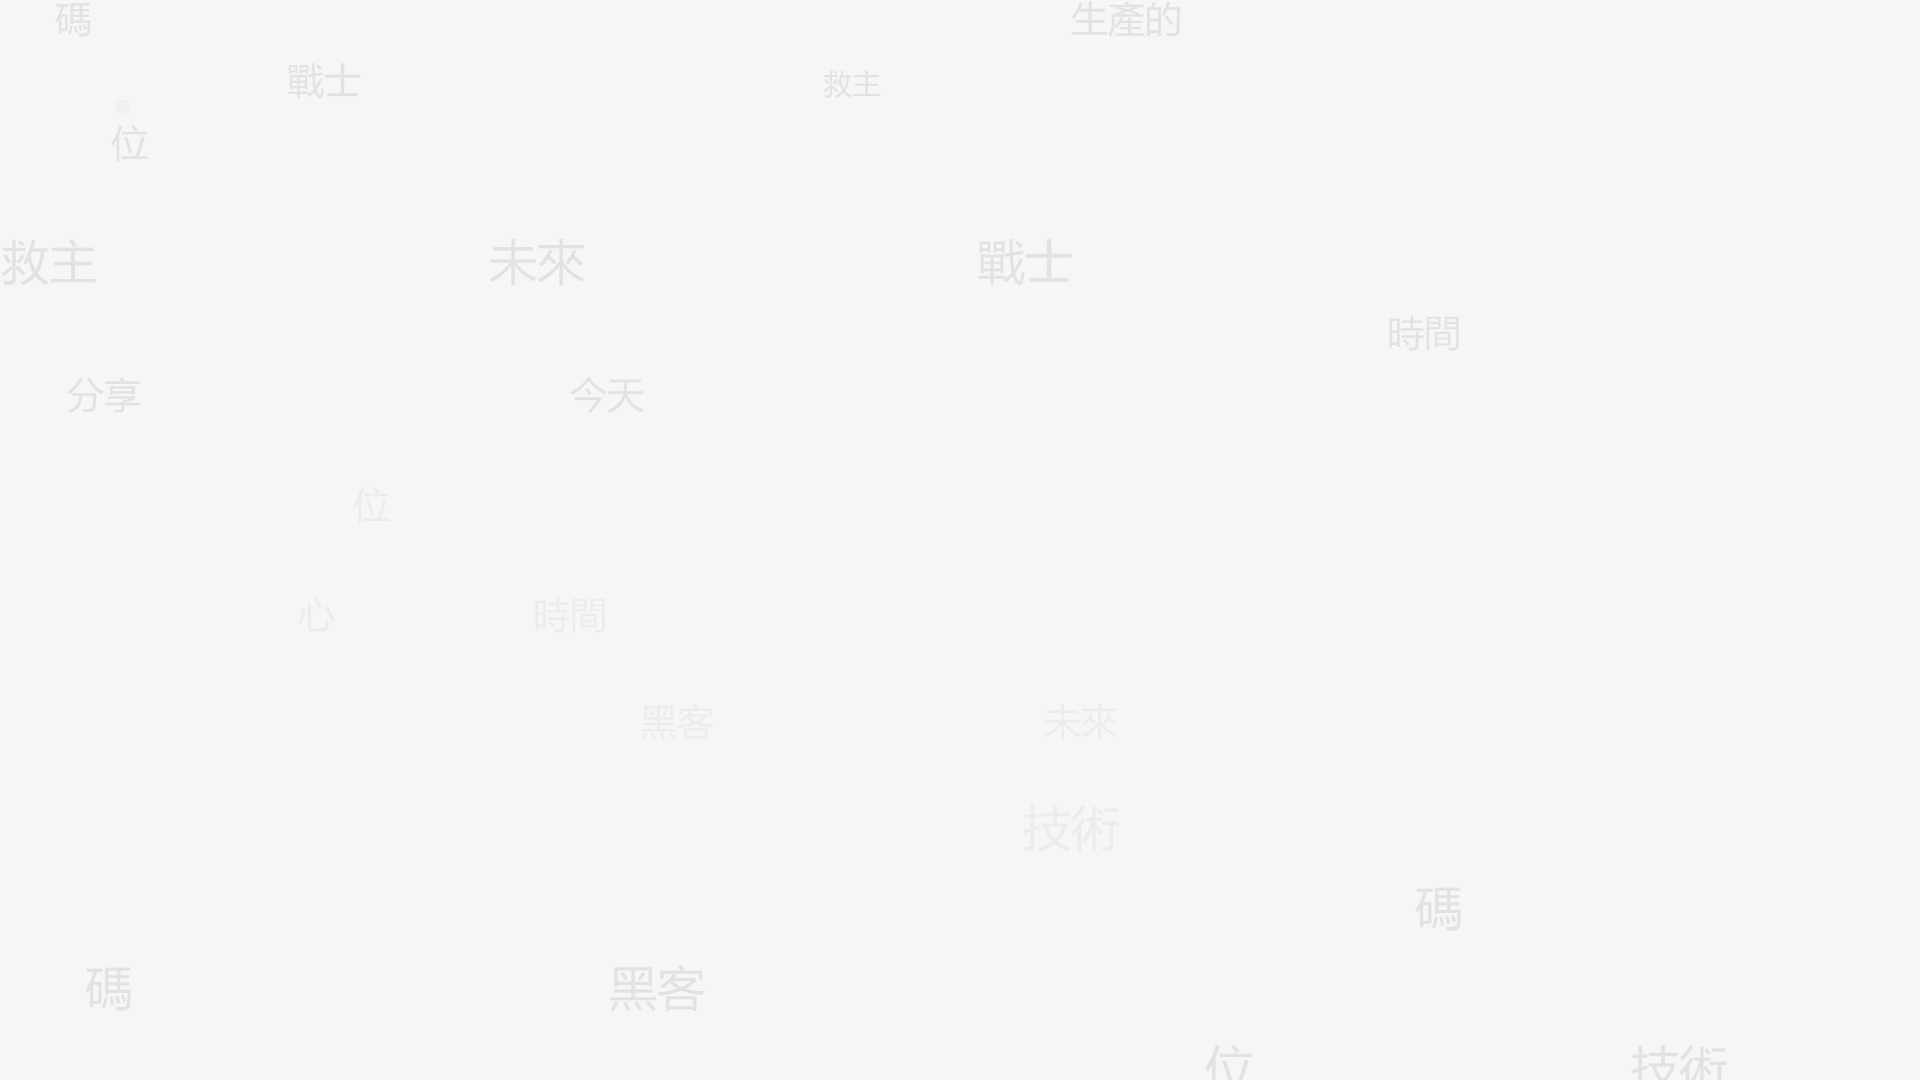 碼
生產的
戰士
救主
碼
位
救主
未來
戰士
時間
分享
今天
位
心
時間
黑客
未來
技術
碼
碼
黑客
位
技術